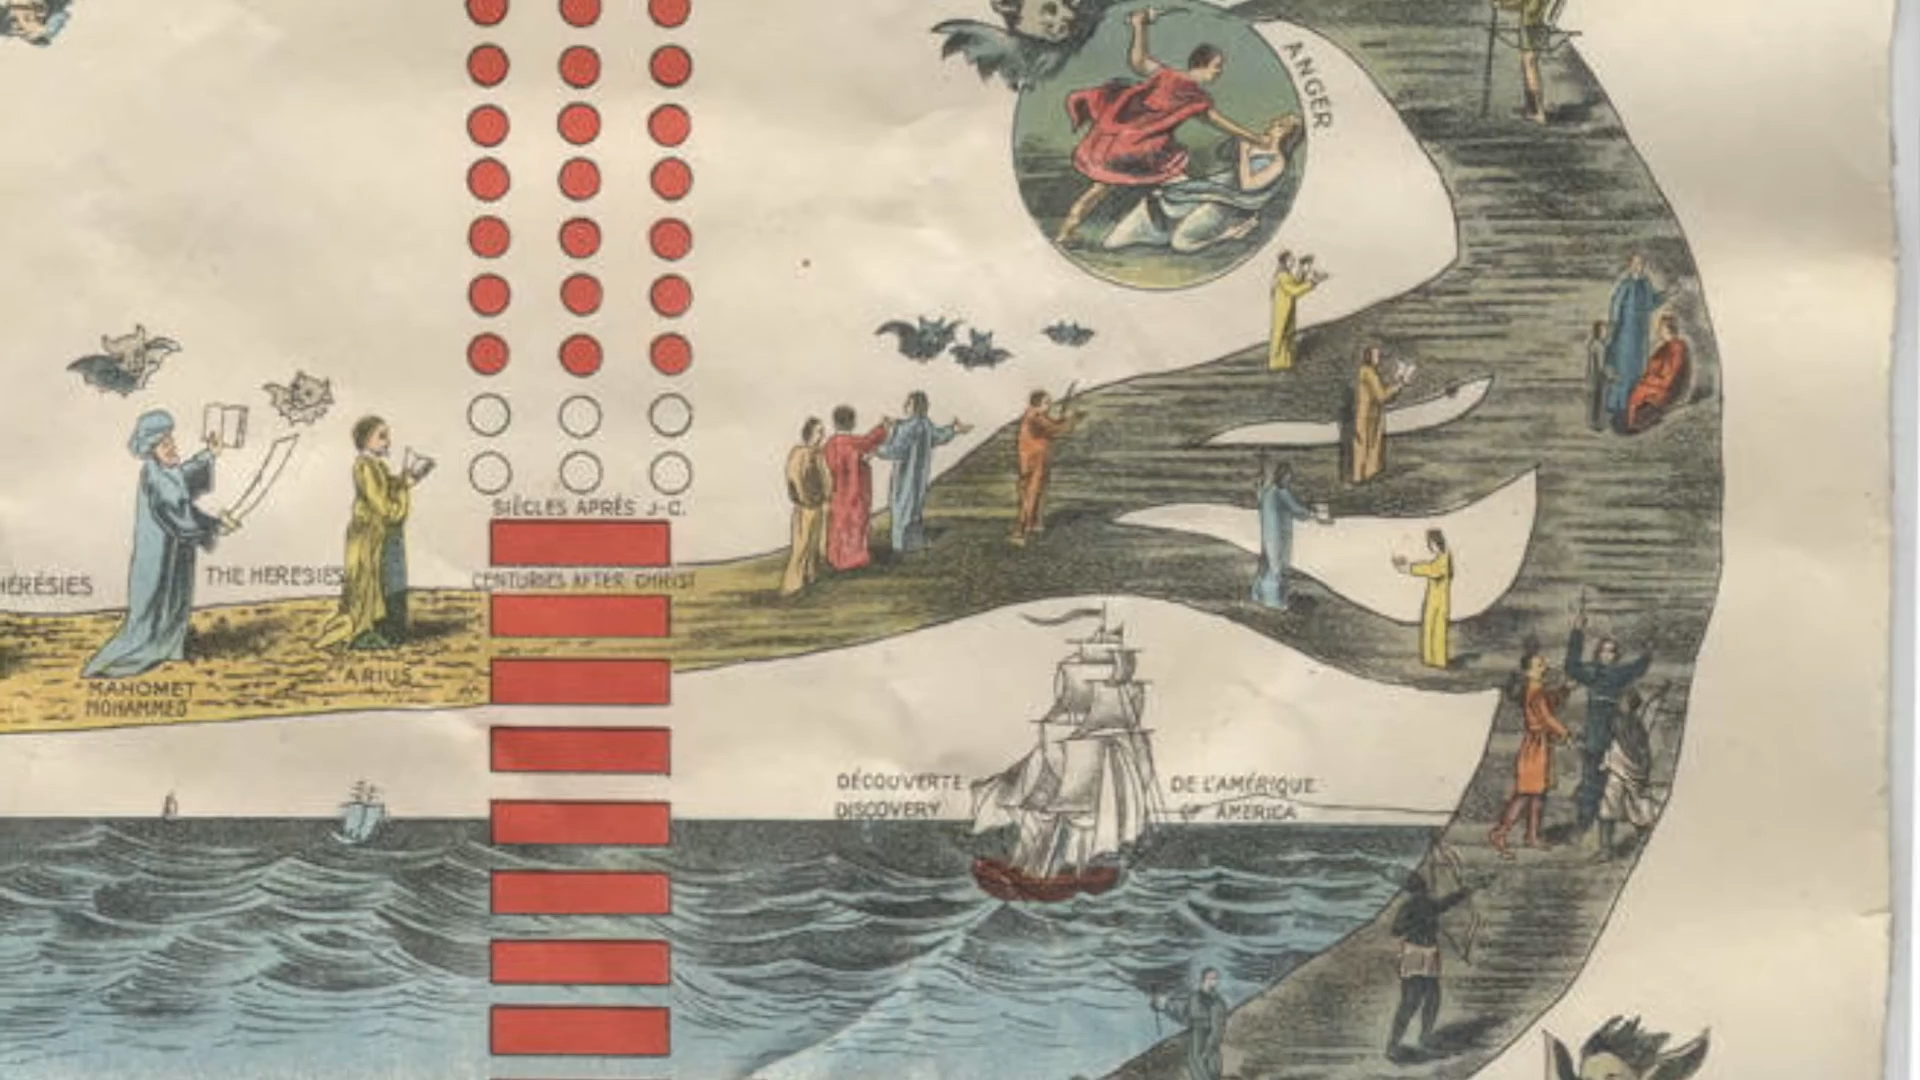 ANGER
SIÈCLES APRÈS J-C.
CENTURIES AFTER CHRIST
HÉRÉSIES
THE HERESIES
ARIUS
MAHOMET
MOHAMMED
DÉCOUVERTE DE L'AMÉRIQUE
DISCOVERY OF AMERICA